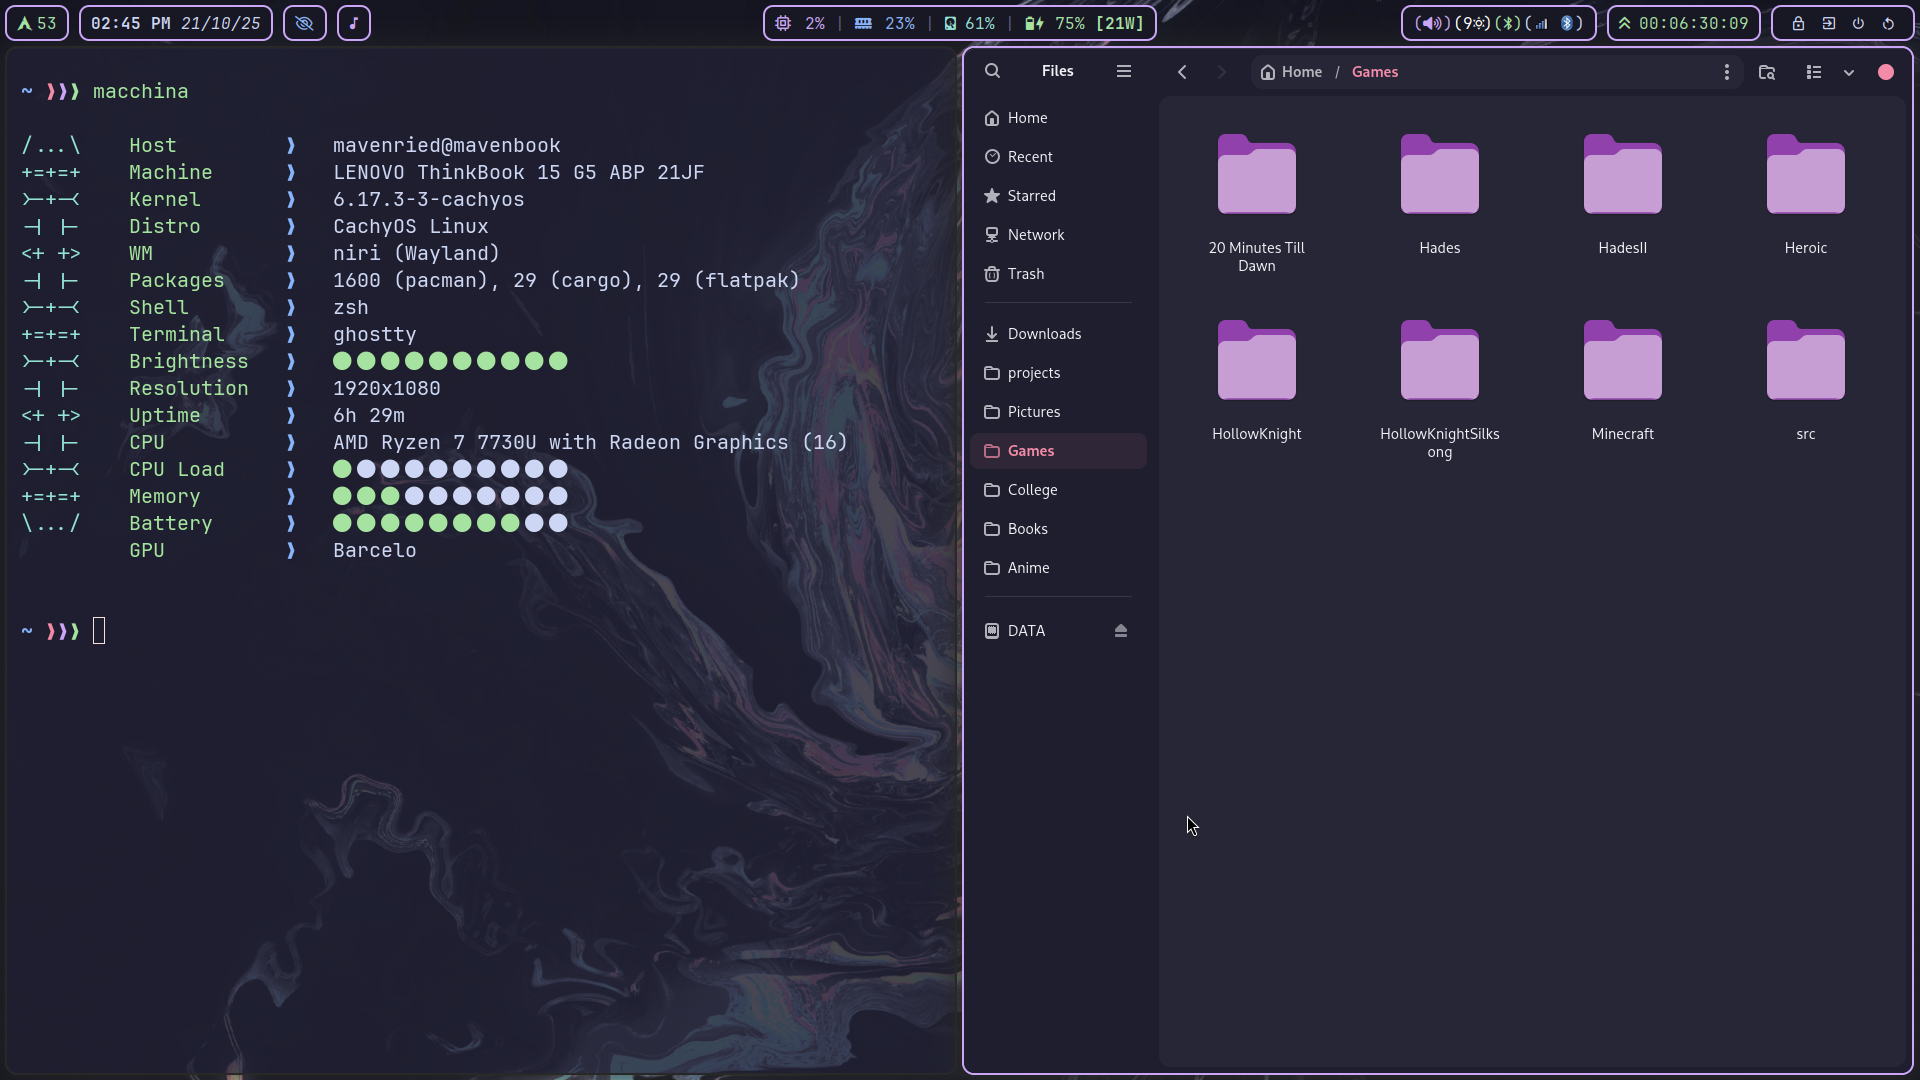 53
02:45 PM 21/10/25
2% | 23% | 61% | 75% [21W]
00:06:30:09
~ ❯❯❯ macchina
/...\ Host ❯ mavenried@mavenbook
+=+=+ Machine ❯ LENOVO ThinkBook 15 G5 ABP 21JF
>-+-< Kernel ❯ 6.17.3-3-cachyos
-| |- Distro ❯ CachyOS Linux
<+ +> WM ❯ niri (Wayland)
-| |- Packages ❯ 1600 (pacman), 29 (cargo), 29 (flatpak)
>-+-< Shell ❯ zsh
+=+=+ Terminal ❯ ghostty
>-+-< Brightness ❯
-| |- Resolution ❯ 1920x1080
<+ +> Uptime ❯ 6h 29m
-| |- CPU ❯ AMD Ryzen 7 7730U with Radeon Graphics (16)
>-+-< CPU Load ❯
+=+=+ Memory ❯
\.../ Battery ❯
GPU ❯ Barcelo
~ ❯❯❯
Files
Home
Recent
Starred
Network
Trash
Downloads
projects
Pictures
Games
College
Books
Anime
DATA
Home / Games
20 Minutes Till
Dawn
Hades
HadesII
Heroic
HollowKnight
HollowKnightSilks
ong
Minecraft
src